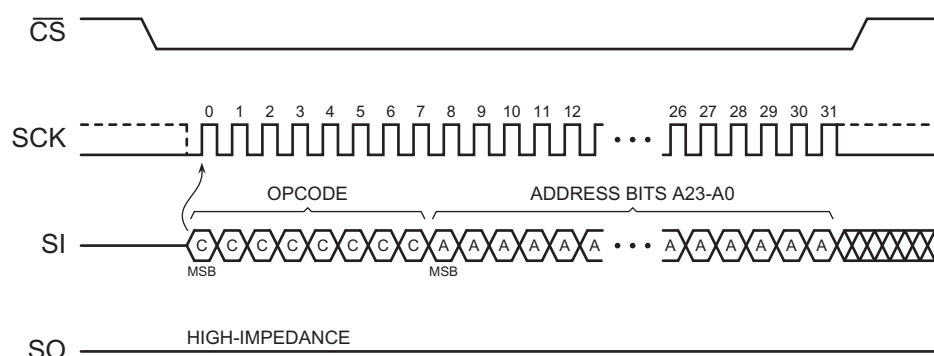 CS
0 1 2 3 4 5 6 7 8 9 10 11 12 26 27 28 29 30 31
SCK
OPCODE ADDRESS BITS A23-A0
SI C C C C C C C C A A A A A A A A A A A A
MSB MSB
HIGH-IMPEDANCE
SO